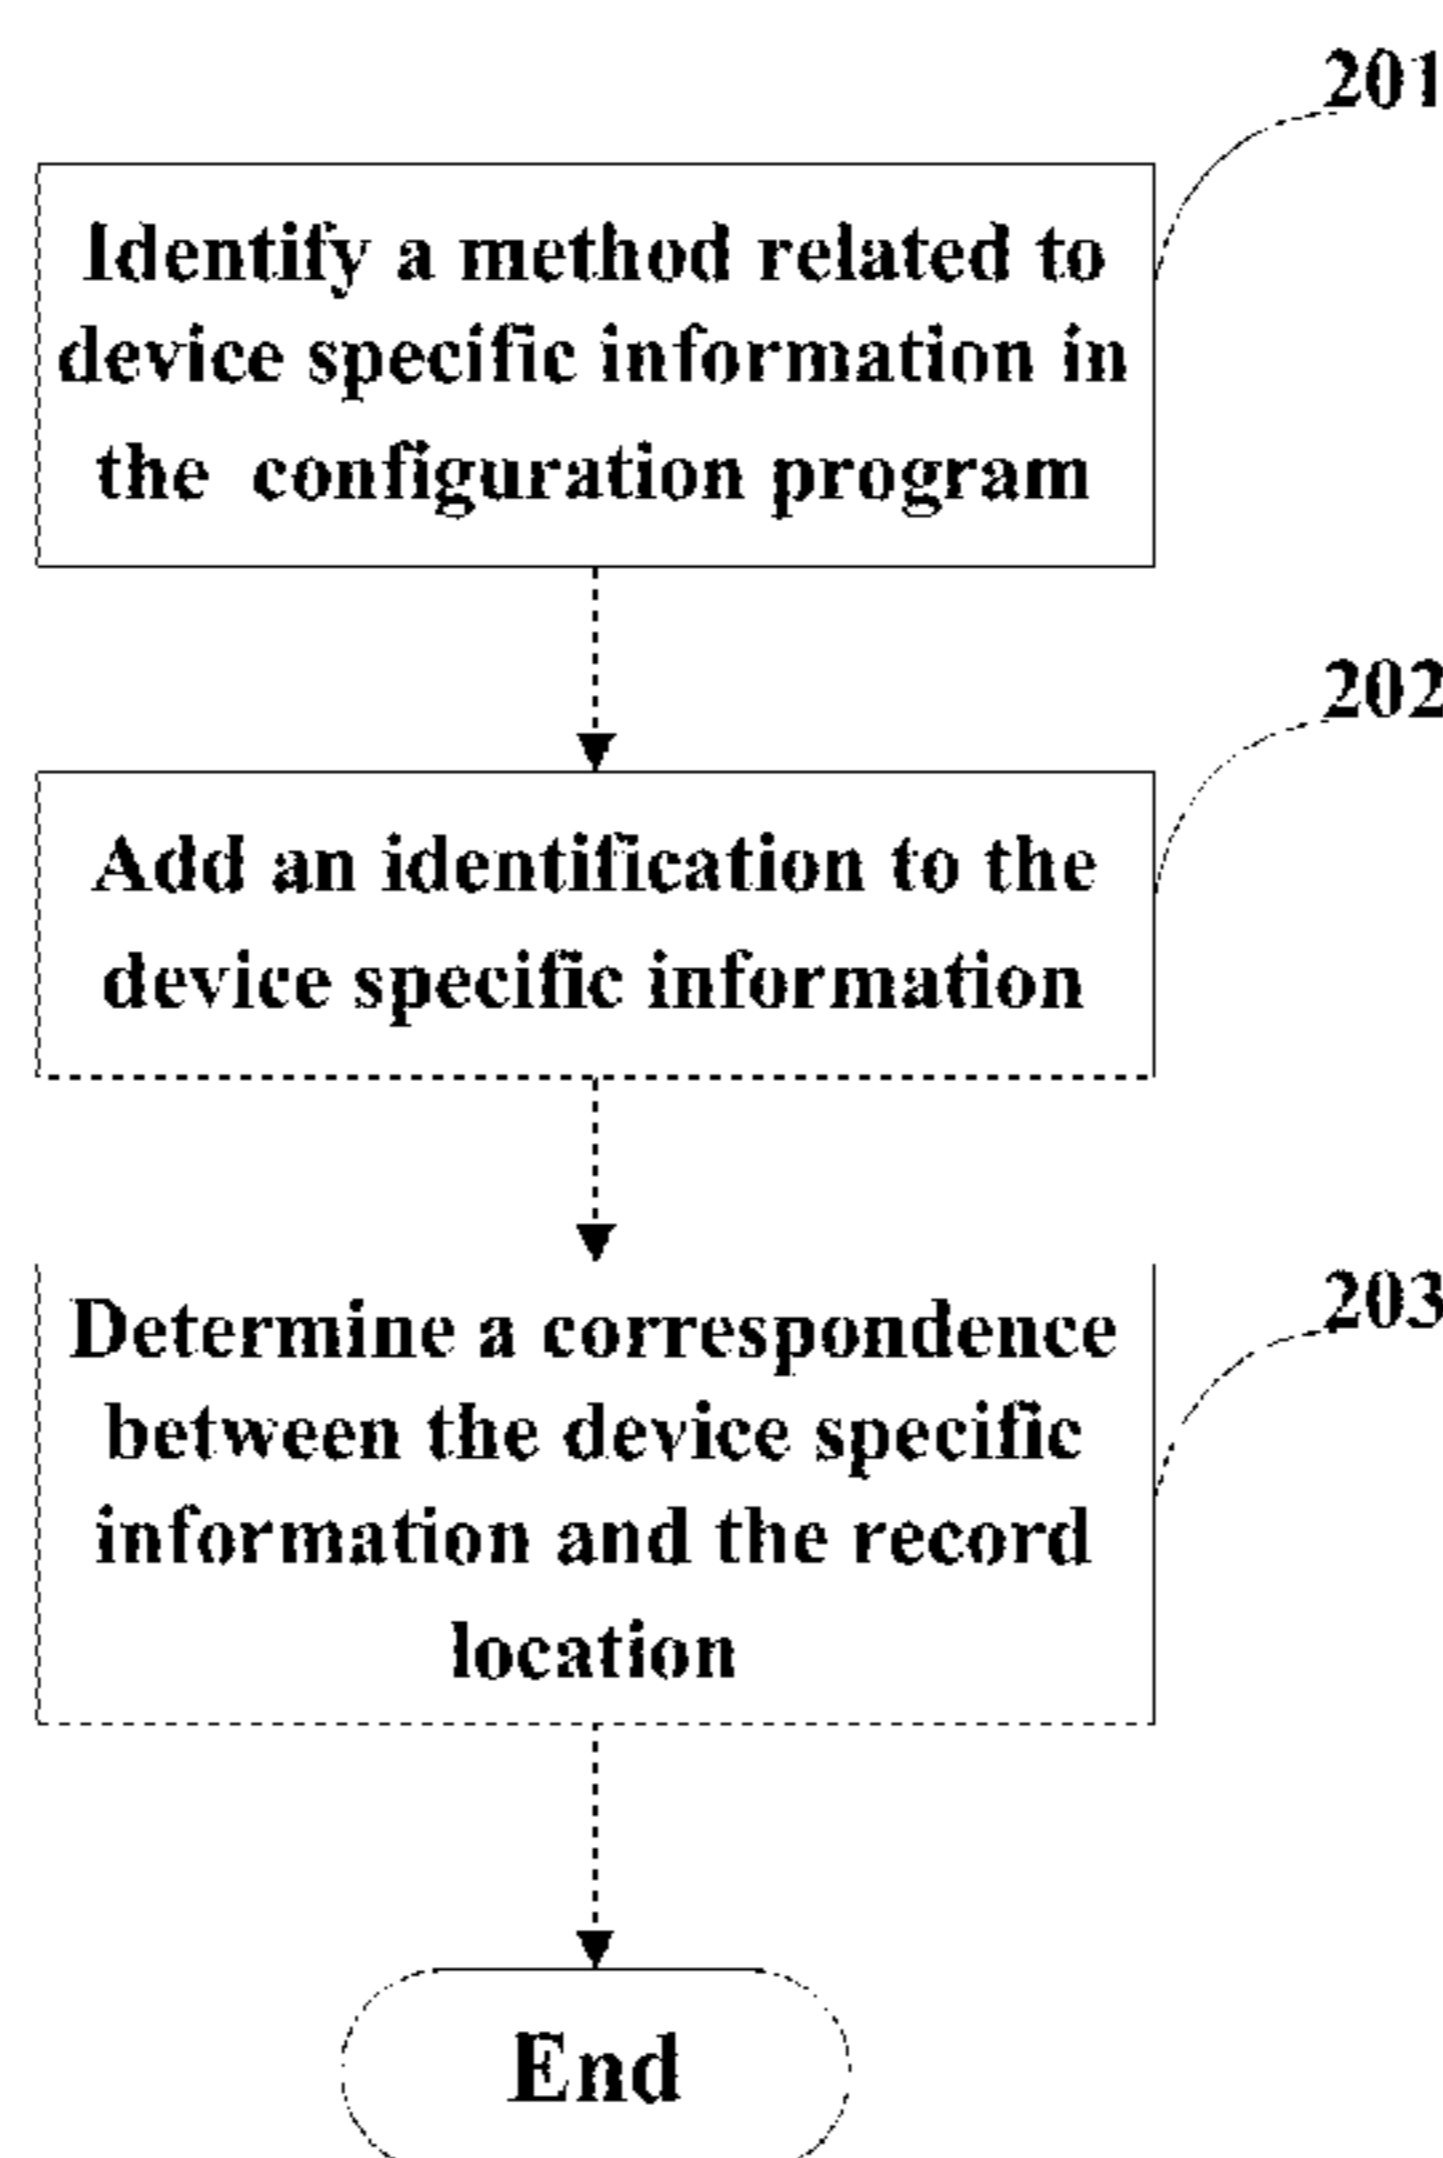 201
Identify a method related to
device specific information in
the configuration program
202
Add an identification to the
device specific information
203
Determine a correspondence
between the device specific
information and the record
location
End